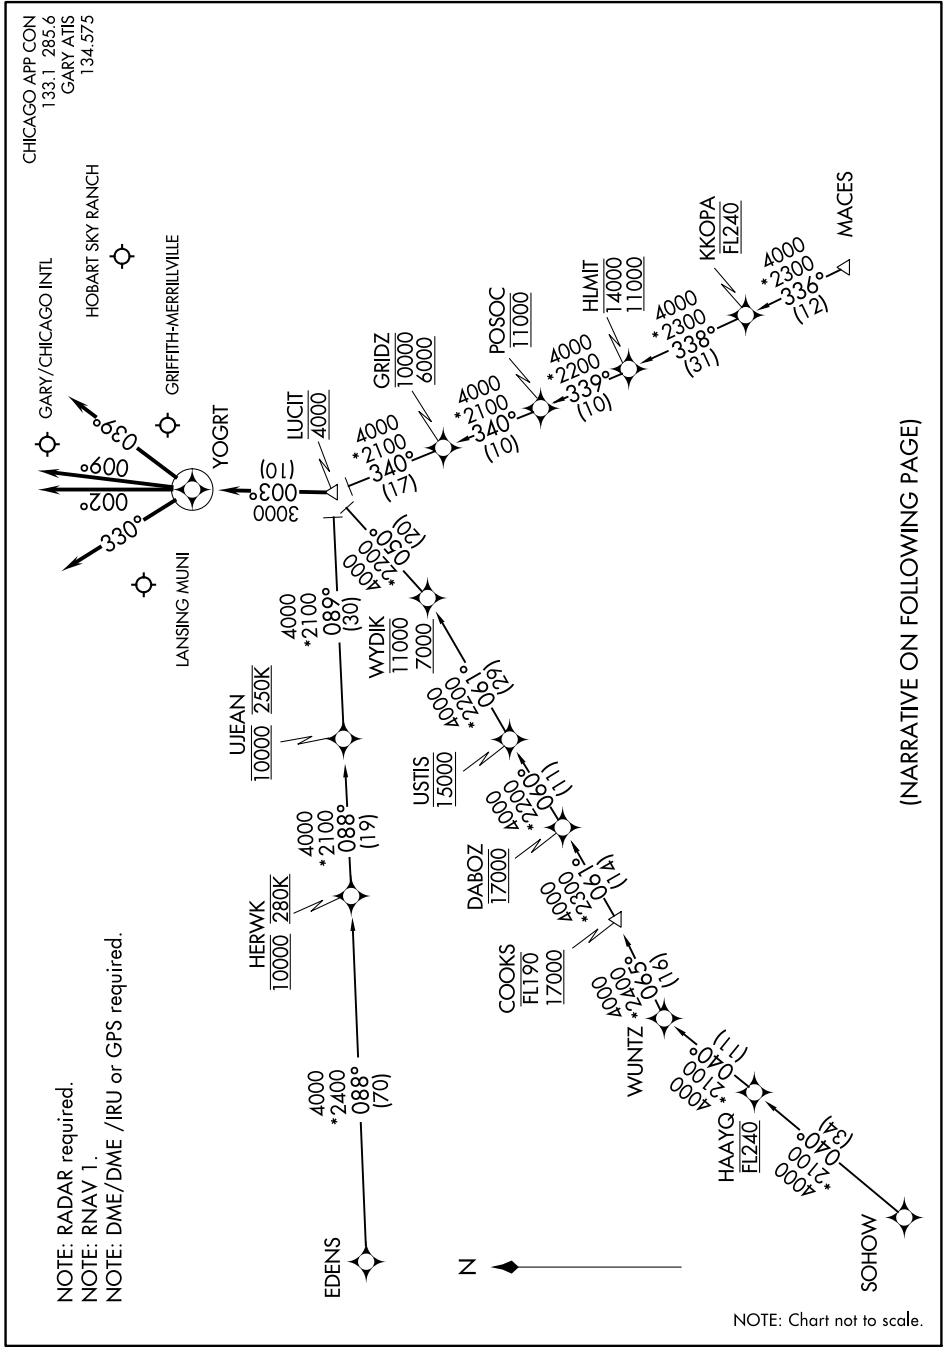 CHICAGO APP CON
133.1 285.6
GARY ATIS
134.575
NOTE: RADAR required.
NOTE: RNAV 1.
NOTE: DME/DME /IRU or GPS required.
GARY/CHICAGO INTL
HOBART SKY RANCH
GRIFFITH-MERRILLVILLE
LANSING MUNI
YOGRT
330°
002°
009°
039°
3000
003°
(10)
LUCIT
4000
EDENS
4000
*2400
088°
(70)
HERWK
10000 280K
4000
*2100
088°
(19)
UJEAN
10000 250K
4000
*2100
089°
(30)
SOHOW
4000
*2100
040°
(34)
HAAYQ
FL240
4000
*2100
040°
(11)
WUNTZ
4000
*2400
065°
(16)
COOKS
FL190
17000
4000
*2300
061°
(14)
DABOZ
17000
4000
*2200
060°
(11)
USTIS
15000
4000
*2200
061°
(29)
WYDIK
11000
7000
4000
*2200
050°
(20)
MACES
4000
*2300
336°
(12)
KKOPA
FL240
4000
*2300
338°
(31)
HLMIT
14000
11000
4000
*2200
339°
(10)
POSOC
11000
4000
*2100
340°
(10)
GRIDZ
10000
6000
4000
*2100
340°
(17)
N
(NARRATIVE ON FOLLOWING PAGE)
NOTE: Chart not to scale.